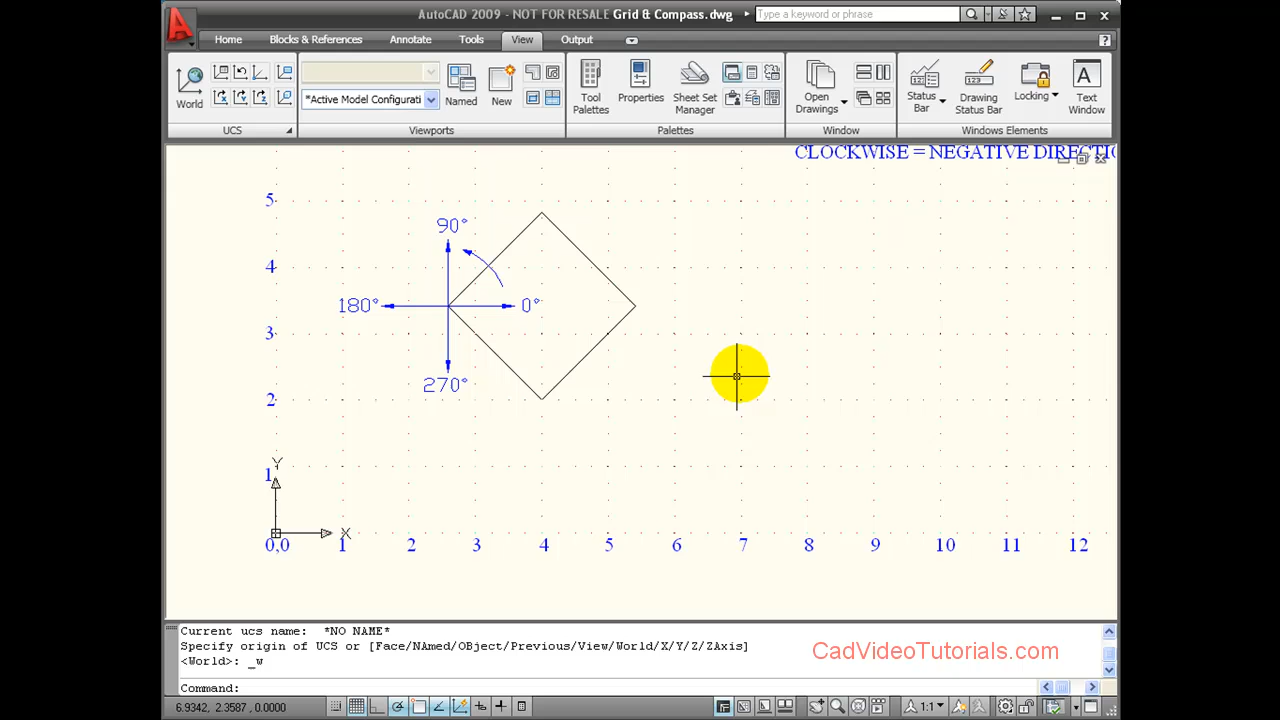 AutoCAD 2009 - NOT FOR RESALE Grid & Compass.dwg
Type a keyword or phrase
Home Blocks & References Annotate Tools View Output
World
*Active Model Configurati
Named
New
Tool Palettes
Properties
Sheet Set Manager
Open Drawings
Status Bar
Drawing Status Bar
Locking
Text Window
UCS Viewports Palettes Window Windows Elements
CLOCKWISE = NEGATIVE DIRECTIO
5
90°
4
180° 0°
3
270°
2
Y
1
X
0,0 1 2 3 4 5 6 7 8 9 10 11 12
Current ucs name: *NO NAME*
Specify origin of UCS or [Face/NAmed/OBject/Previous/View/World/X/Y/Z/ZAxis]
<World>: _w
CadVideoTutorials.com
Command:
6.9342, 2.3587, 0.0000
1:1